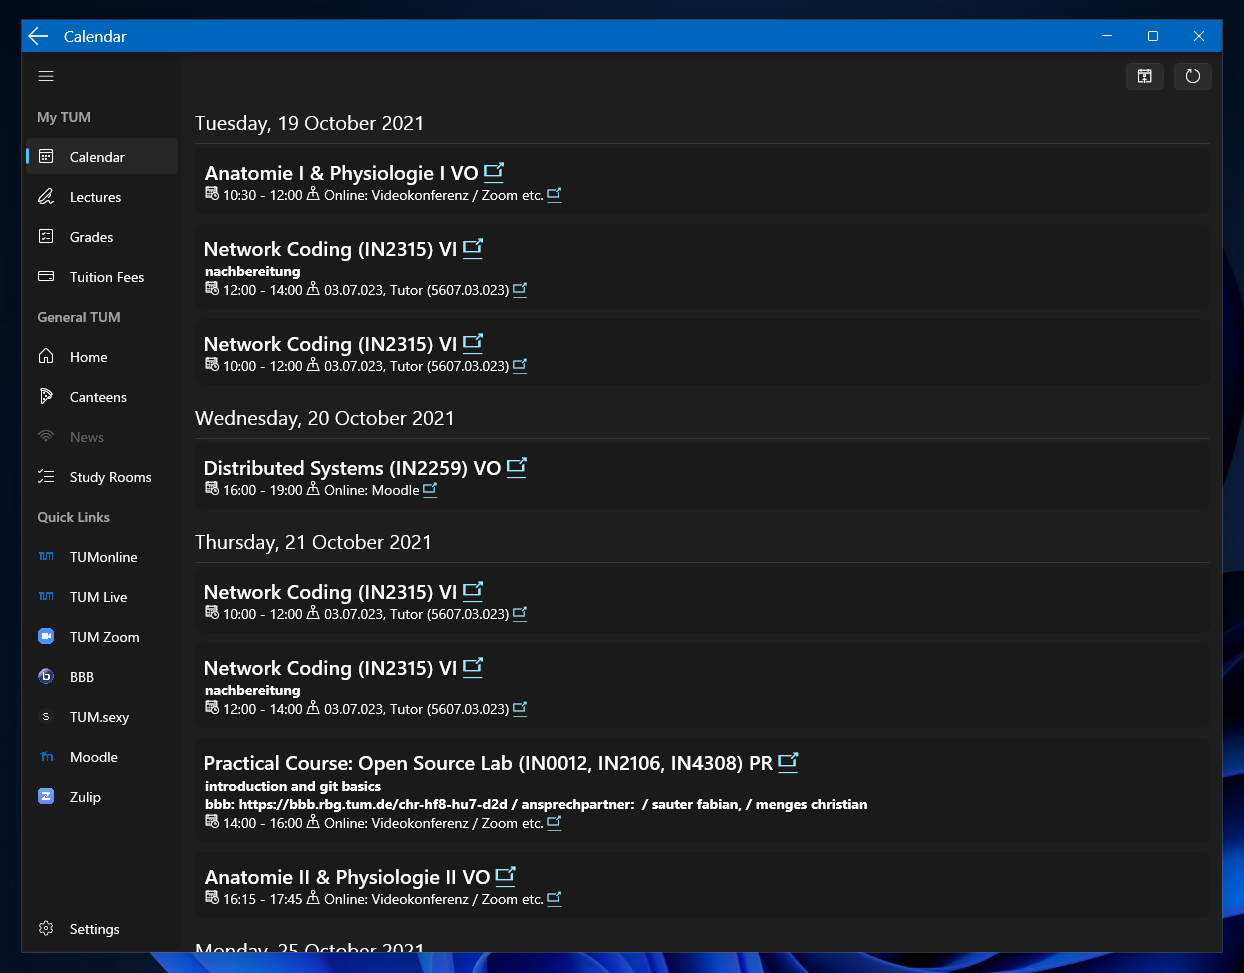 Calendar
My TUM
Calendar
Lectures
Grades
Tuition Fees
General TUM
Home
Canteens
News
Study Rooms
Quick Links
TUMonline
TUM Live
TUM Zoom
BBB
TUM.sexy
Moodle
Zulip
Settings
Tuesday, 19 October 2021
Anatomie I & Physiologie I VO
10:30 - 12:00 Online: Videokonferenz / Zoom etc.
Network Coding (IN2315) VI
nachbereitung
12:00 - 14:00 03.07.023, Tutor (5607.03.023)
Network Coding (IN2315) VI
10:00 - 12:00 03.07.023, Tutor (5607.03.023)
Wednesday, 20 October 2021
Distributed Systems (IN2259) VO
16:00 - 19:00 Online: Moodle
Thursday, 21 October 2021
Network Coding (IN2315) VI
10:00 - 12:00 03.07.023, Tutor (5607.03.023)
Network Coding (IN2315) VI
nachbereitung
12:00 - 14:00 03.07.023, Tutor (5607.03.023)
Practical Course: Open Source Lab (IN0012, IN2106, IN4308) PR
introduction and git basics
bbb: https://bbb.rbg.tum.de/chr-hf8-hu7-d2d / ansprechpartner:  / sauter fabian, / menges christian
14:00 - 16:00 Online: Videokonferenz / Zoom etc.
Anatomie II & Physiologie II VO
16:15 - 17:45 Online: Videokonferenz / Zoom etc.
Monday, 25 October 2021